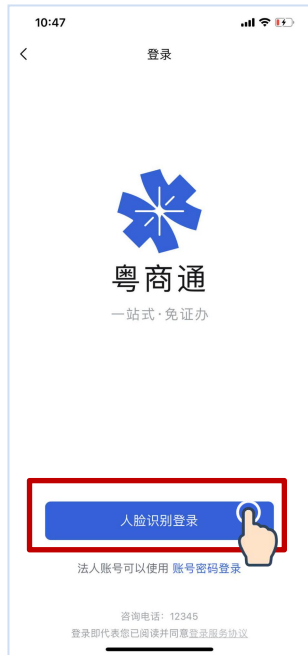 10:47
登录
粤商通
一站式·免证办
人脸识别登录
法人账号可以使用 账号密码登录
咨询电话：12345
登录即代表您已阅读并同意登录服务协议